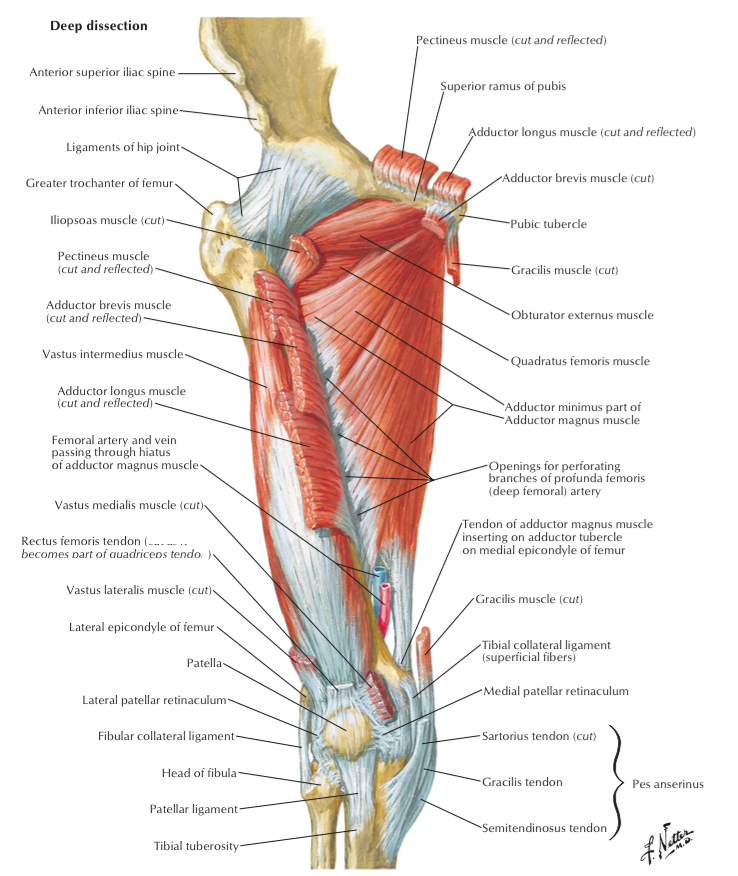 Deep dissection
Anterior superior iliac spine
Anterior inferior iliac spine
Ligaments of hip joint
Greater trochanter of femur
Iliopsoas muscle (cut)
Pectineus muscle
(cut and reflected)
Adductor brevis muscle
(cut and reflected)
Vastus intermedius muscle
Adductor longus muscle
(cut and reflected)
Femoral artery and vein
passing through hiatus
of adductor magnus muscle
Vastus medialis muscle (cut)
Rectus femoris tendon (
becomes part of quadriceps tendo )
Vastus lateralis muscle (cut)
Lateral epicondyle of femur
Patella
Lateral patellar retinaculum
Fibular collateral ligament
Head of fibula
Patellar ligament
Tibial tuberosity
Pectineus muscle (cut and reflected)
Superior ramus of pubis
Adductor longus muscle (cut and reflected)
Adductor brevis muscle (cut)
Pubic tubercle
Gracilis muscle (cut)
Obturator externus muscle
Quadratus femoris muscle
Adductor minimus part of
Adductor magnus muscle
Openings for perforating
branches of profunda femoris
(deep femoral) artery
Tendon of adductor magnus muscle
inserting on adductor tubercle
on medial epicondyle of femur
Gracilis muscle (cut)
Tibial collateral ligament
(superficial fibers)
Medial patellar retinaculum
Sartorius tendon (cut)
Gracilis tendon
Semitendinosus tendon
Pes anserinus
F. Netter
M.D.